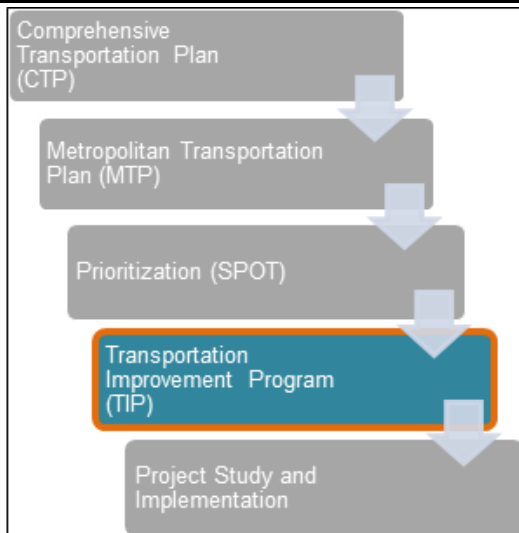 Comprehensive
Transportation Plan
(CTP)
Metropolitan Transportation
Plan (MTP)
Prioritization (SPOT)
Transportation
Improvement Program
(TIP)
Project Study and
Implementation